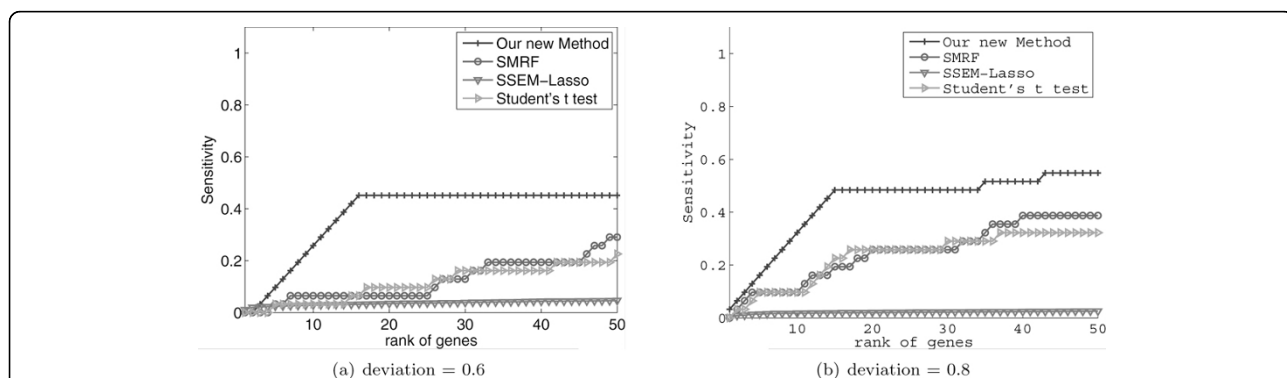 1
0.8
0.6
0.4
0.2
0
Sensitivity
Our new Method
SMRF
SSEM-Lasso
Student's t test
10 20 30 40 50
rank of genes
(a) deviation = 0.6
1
0.8
0.6
0.4
0.2
0
Sensitivity
Our new Method
SMRF
SSEM-Lasso
Student's t test
10 20 30 40 50
rank of genes
(b) deviation = 0.8